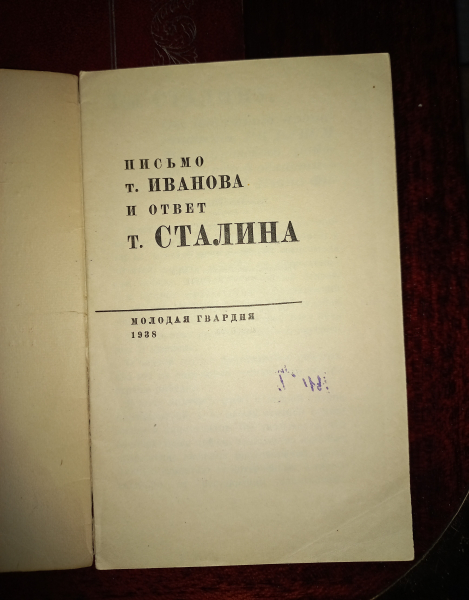 ПИСЬМО
т. ИВАНОВА
И ОТВЕТ
т. СТАЛИНА
МОЛОДАЯ ГВАРДИЯ
1938